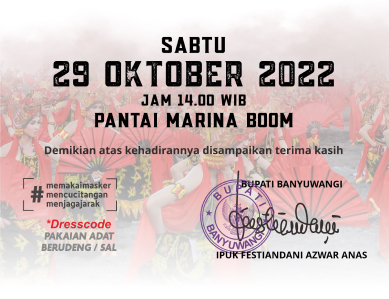 SABTU
29 OKTOBER 2022
JAM 14.00 WIB
PANTAI MARINA BOOM
Demikian atas kehadirannya disampaikan terima kasih
#memakaimasker
mencucitangan
menjagajarak
*Dresscode
PAKAIAN ADAT
BERUDENG / SAL
BUPATI BANYUWANGI
BUPATI
BANYUWANGI
IPUK FESTIANDANI AZWAR ANAS